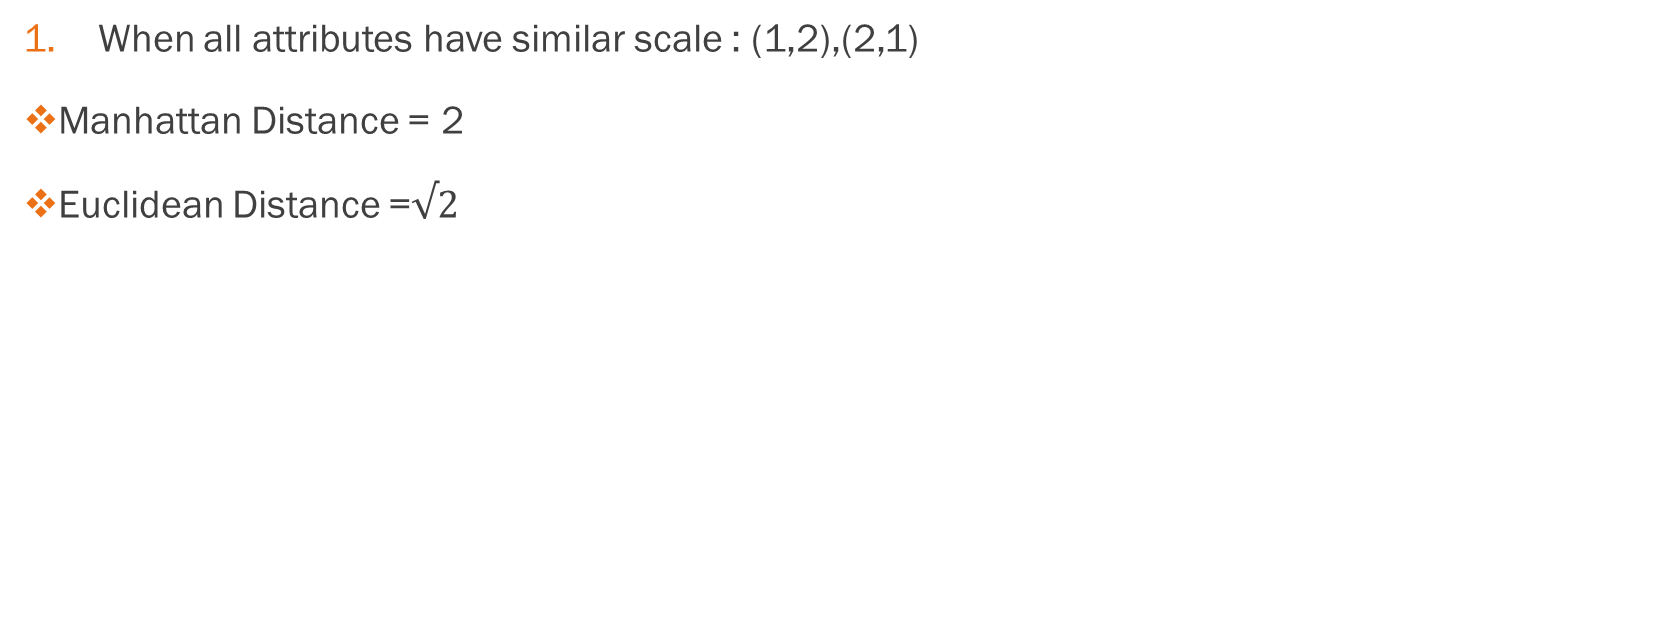 1. When all attributes have similar scale : (1,2),(2,1)
❖Manhattan Distance = 2
❖Euclidean Distance =√2